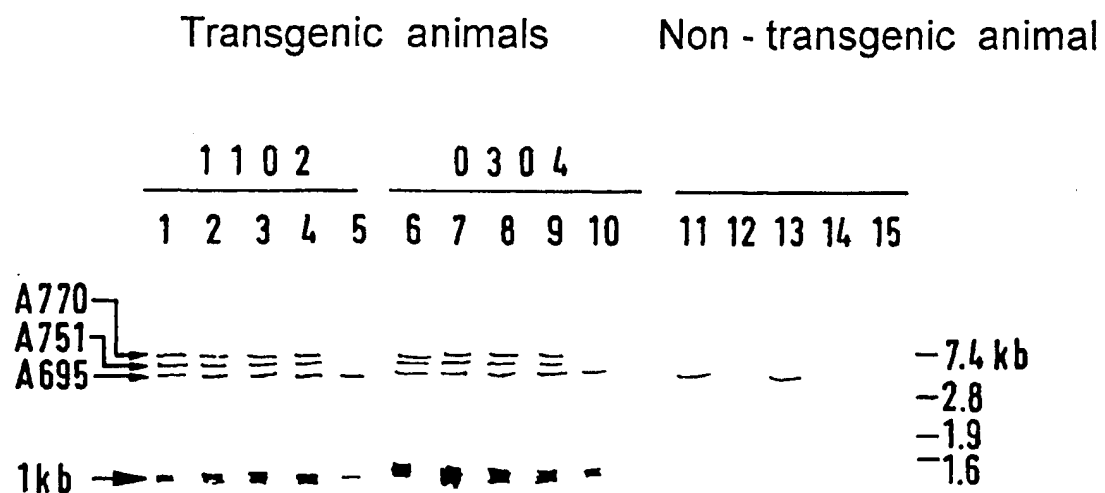 Transgenic animals Non - transgenic animal
1 1 0 2 0 3 0 4
1 2 3 4 5 6 7 8 9 10 11 12 13 14 15
A770
A751
A695
1kb
-7.4 kb
-2.8
-1.9
-1.6